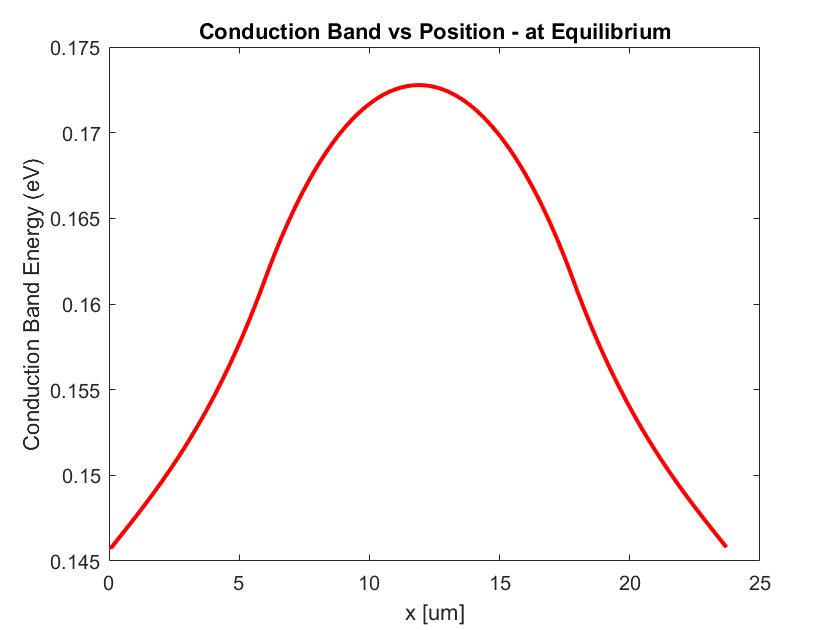 Conduction Band vs Position - at Equilibrium
0.175
0.17
0.165
0.16
0.155
0.15
0.145
Conduction Band Energy (eV)
0 5 10 15 20 25
x [um]